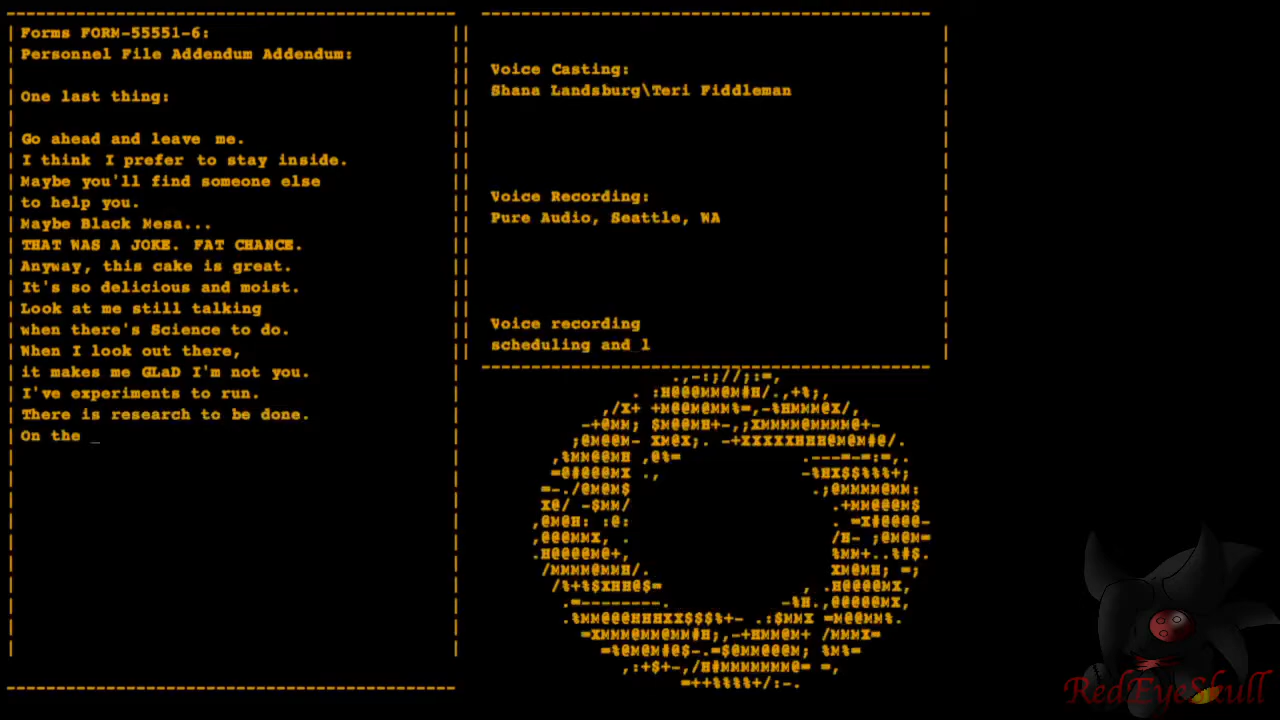 Forms FORM-55551-6:
Personnel File Addendum Addendum:
One last thing:
Go ahead and leave me.
I think I prefer to stay inside.
Maybe you'll find someone else
to help you.
Maybe Black Mesa...
THAT WAS A JOKE. FAT CHANCE.
Anyway, this cake is great.
It's so delicious and moist.
Look at me still talking
when there's Science to do.
When I look out there,
it makes me GLaD I'm not you.
I've experiments to run.
There is research to be done.
On the _
Voice Casting:
Shana Landsburg\Teri Fiddleman
Voice Recording:
Pure Audio, Seattle, WA
Voice recording
scheduling and l
RedEyeSkull